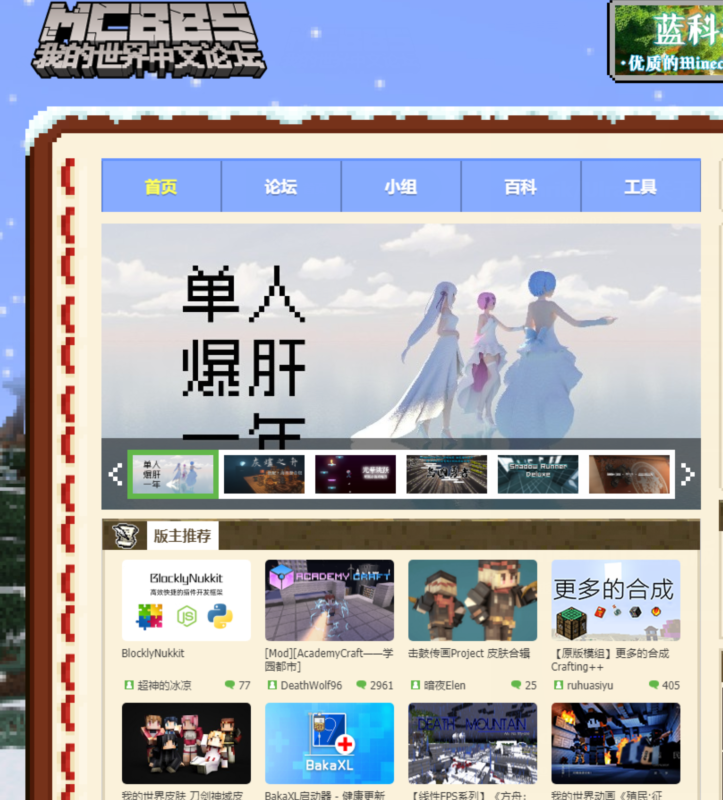 MCBBS
我的世界中文论坛
蓝科
·优质的Minec
首页 论坛 小组 百科 工具
单人
爆肝
一年
单人
爆肝
一年
Shadow Runner
Deluxe
版主推荐
BlocklyNukkit
高效快捷的插件开发框架
JS
ACADEMY CRAFT
更多的合成
BlocklyNukkit
[Mod][AcademyCraft——学
园都市]
击鼓传画Project 皮肤合辑
【原版模组】更多的合成
Crafting++
超神的冰凉 77
DeathWolf96 2961
暗夜Elen 25
ruhuasiyu 405
BakaXL
DEATH MOUNTAIN
我的世界皮肤 刀剑神域皮
BakaXL启动器 - 健康更新
【线性FPS系列】《方舟:
我的世界动画《殖民:征